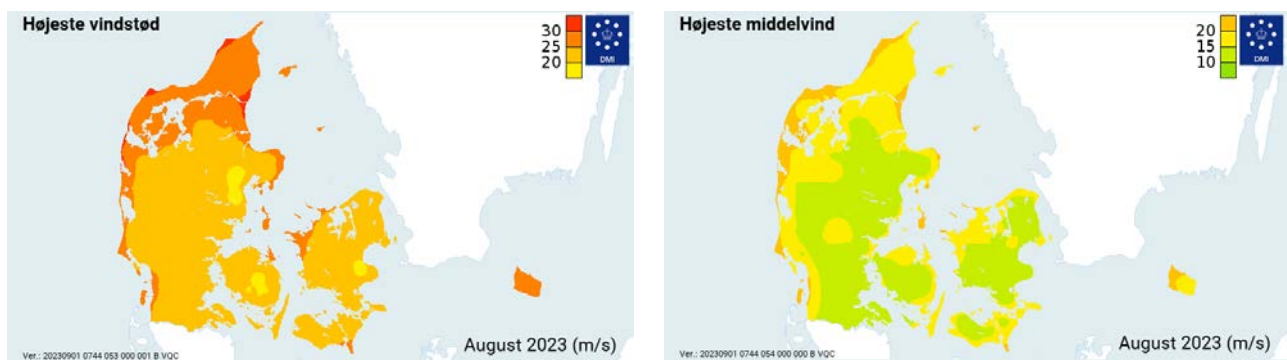 Højeste vindstød
30
25
20
DMI
August 2023 (m/s)
Ver.: 20230901 0744 053 000 001 B VQC
Højeste middelvind
20
15
10
DMI
August 2023 (m/s)
Ver.: 20230901 0744 054 000 000 B VQC